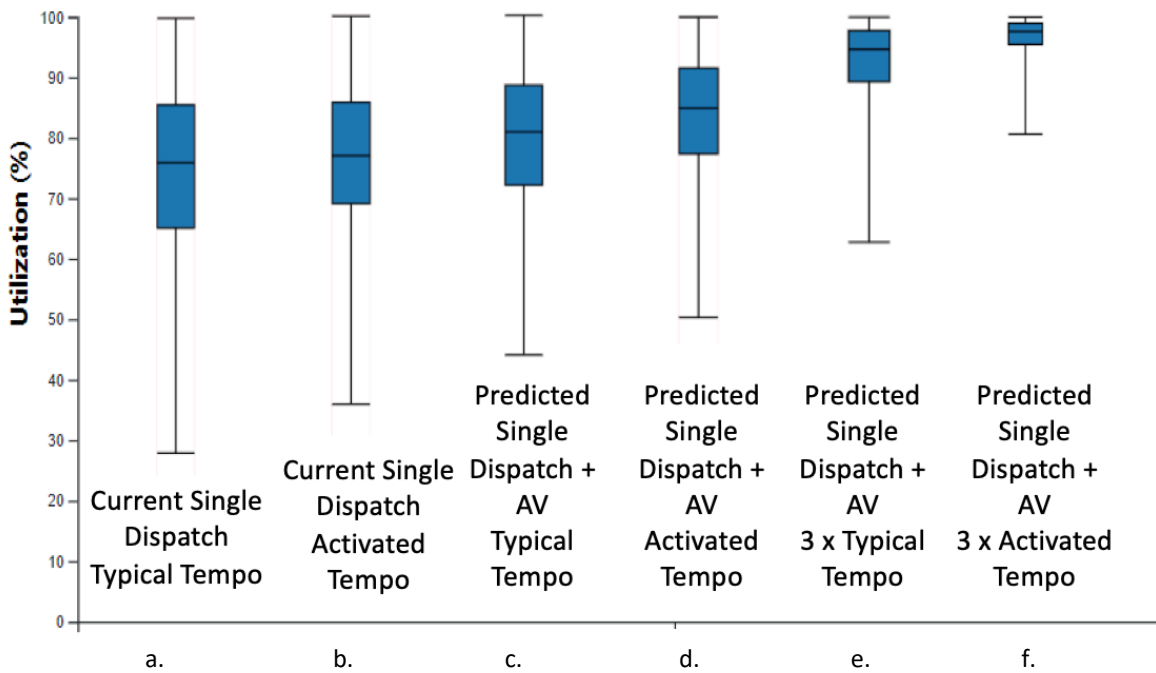 100
90
80
70
60
50
40
30
20
10
0
Utilization (%)
Current Single
Dispatch
Typical Tempo
Current Single
Dispatch
Activated
Tempo
Predicted
Single
Dispatch +
AV
Typical
Tempo
Predicted
Single
Dispatch +
AV
Activated
Tempo
Predicted
Single
Dispatch +
AV
3 x Typical
Tempo
Predicted
Single
Dispatch +
AV
3 x Activated
Tempo
a.
b.
c.
d.
e.
f.